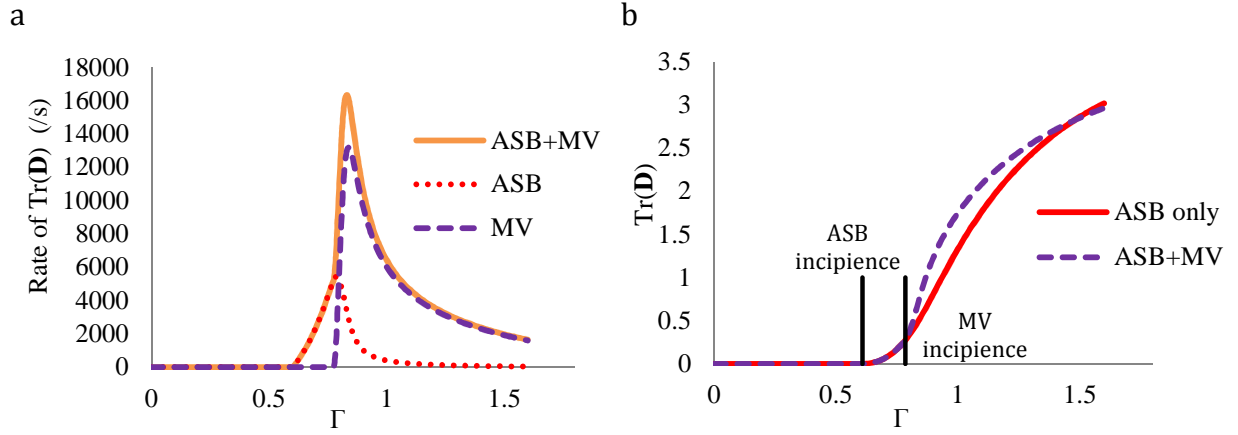 a
b
Rate of Tr(D) (/s)
18000
16000
14000
12000
10000
8000
6000
4000
2000
0
0
0.5
1
1.5
Γ
ASB+MV
ASB
MV
Tr(D)
3.5
3
2.5
2
1.5
1
0.5
0
0
0.5
1
1.5
Γ
ASB
incipience
MV
incipience
ASB only
ASB+MV